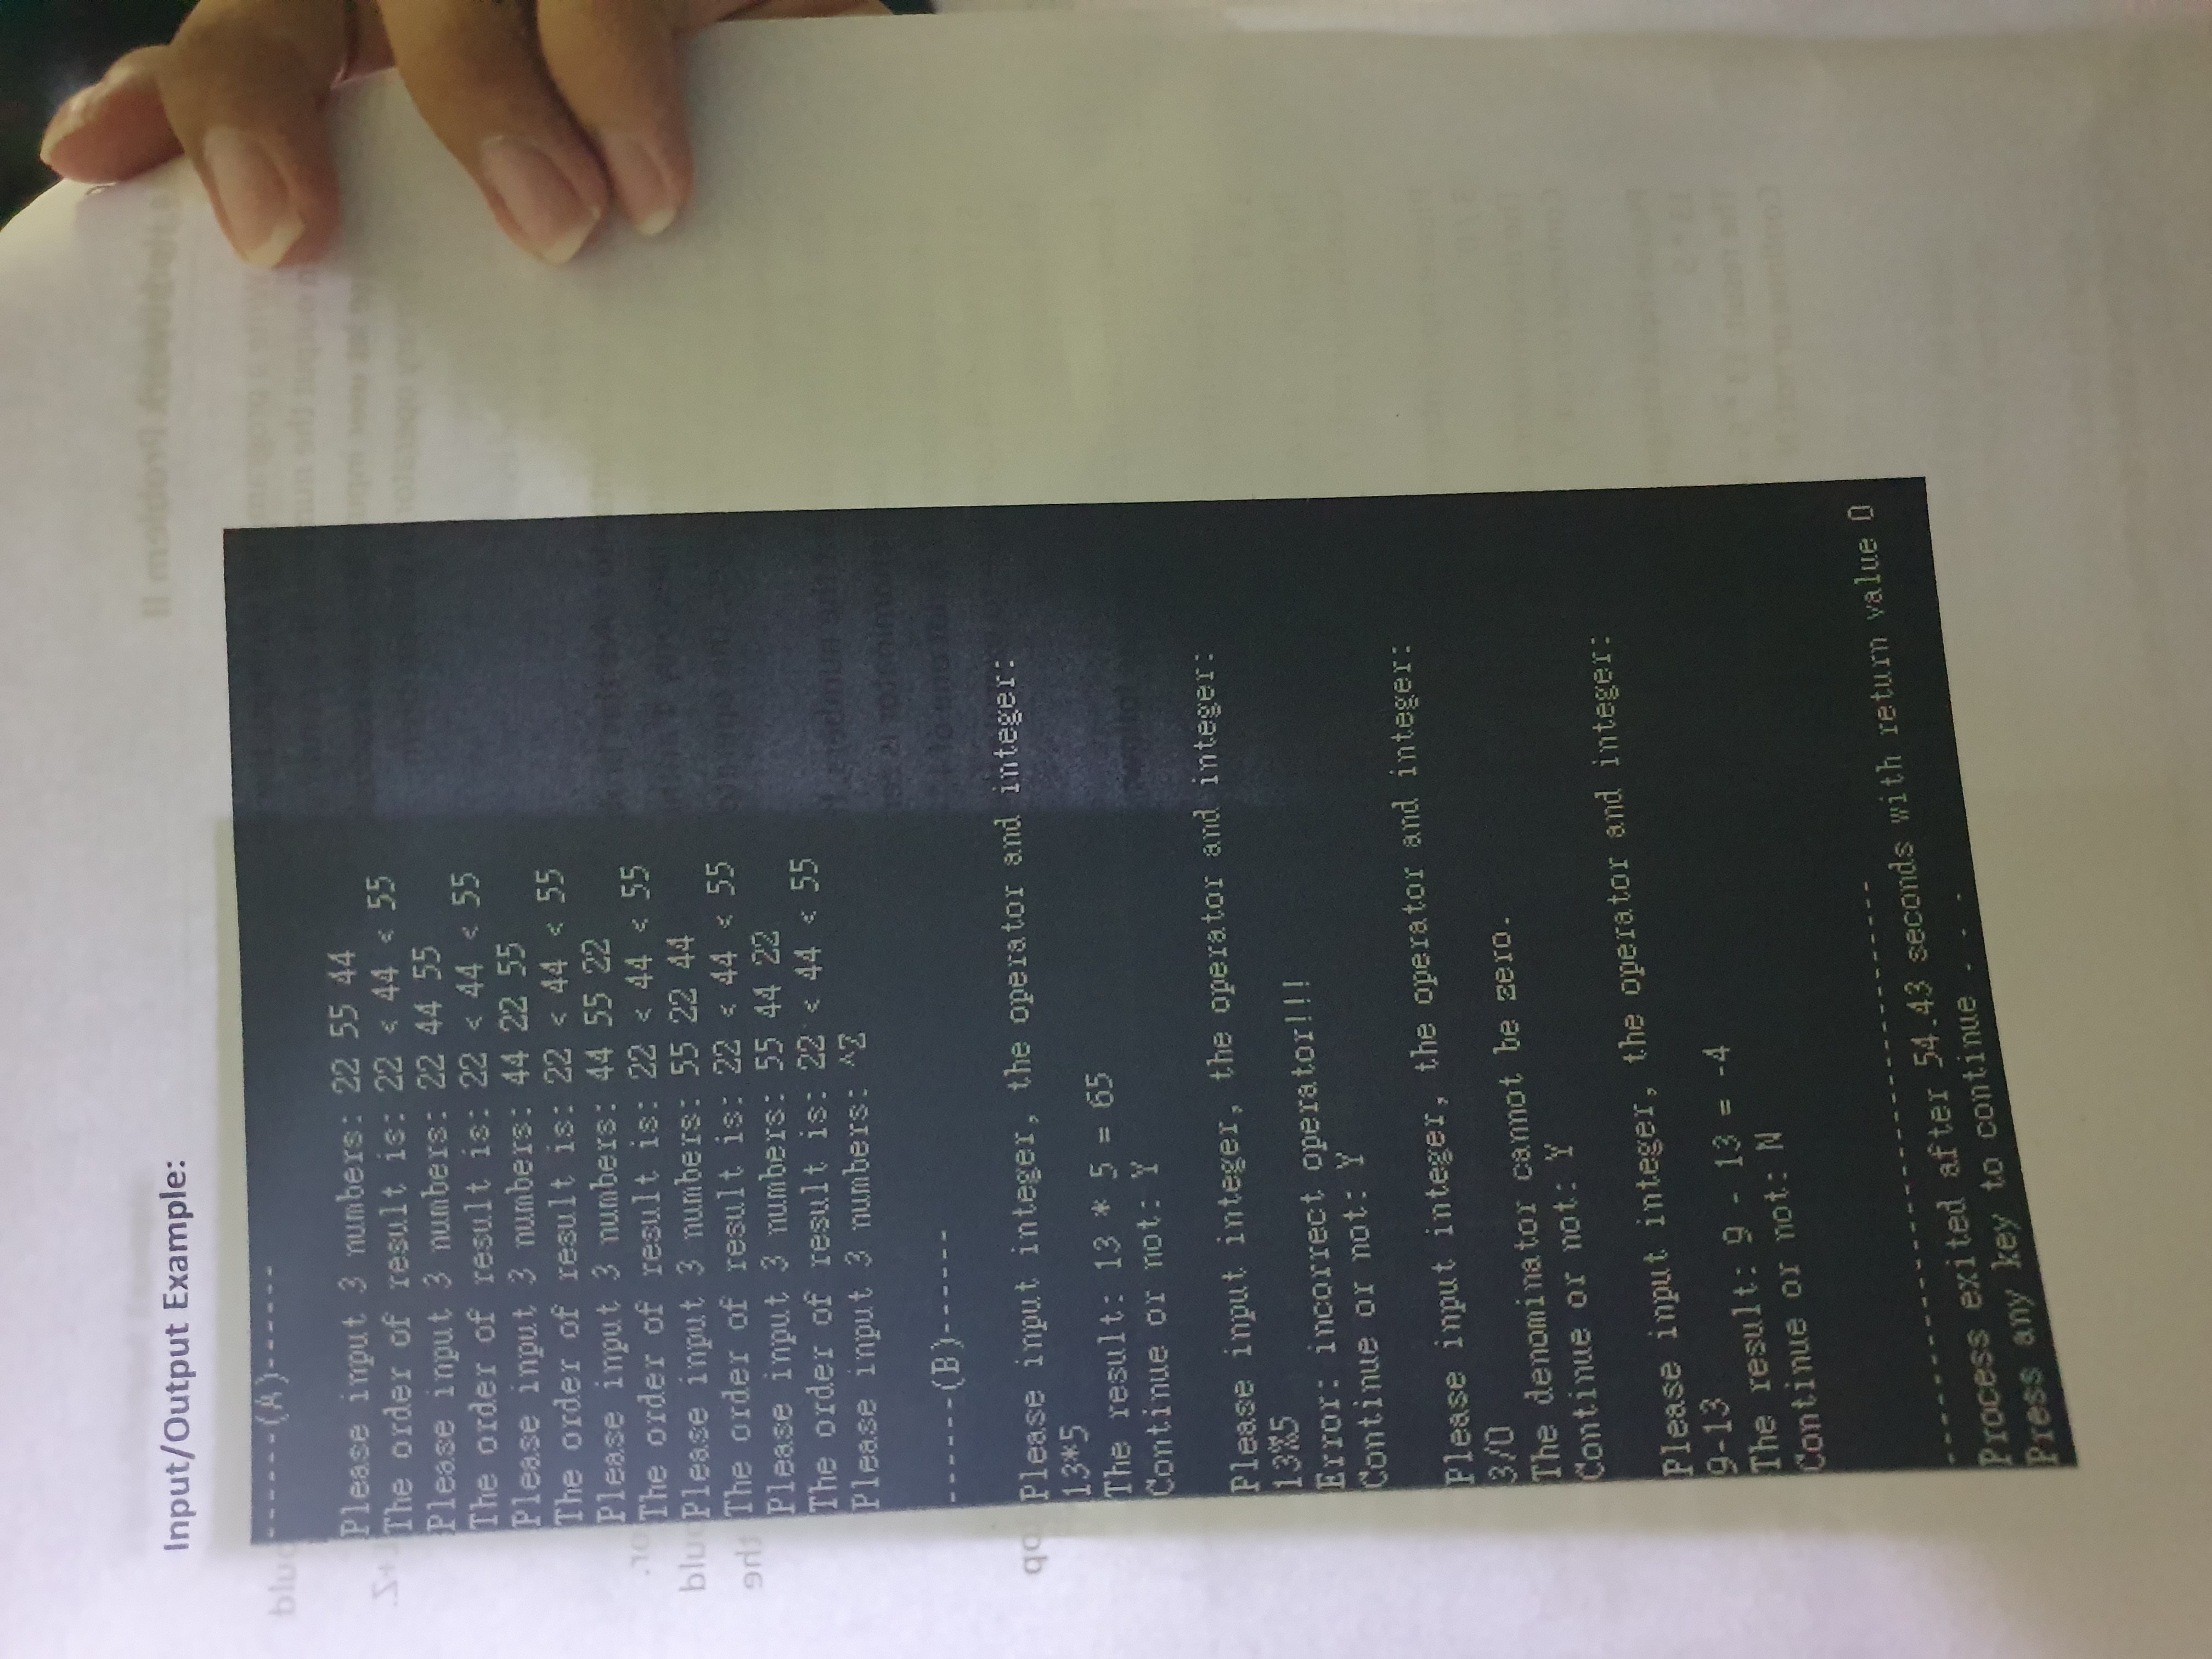 Input/Output Example:
------(A)------
Please input 3 numbers: 22 55 44
The order of result is: 22 < 44 < 55
Please input 3 numbers: 22 44 55
The order of result is: 22 < 44 < 55
Please input 3 numbers: 44 22 55
The order of result is: 22 < 44 < 55
Please input 3 numbers: 44 55 22
The order of result is: 22 < 44 < 55
Please input 3 numbers: 55 22 44
The order of result is: 22 < 44 < 55
Please input 3 numbers: 55 44 22
The order of result is: 22 < 44 < 55
Please input 3 numbers: ^Z
------(B)------
Please input integer, the operator and integer:
13*5
The result: 13 * 5 = 65
Continue or not: Y
Please input integer, the operator and integer:
13%5
Error: incorrect operator!!!
Continue or not: Y
Please input integer, the operator and integer:
3/0
The denominator cannot be zero.
Continue or not: Y
Please input integer, the operator and integer:
9-13
The result: 9 - 13 = -4
Continue or not: N
--------------------------------
Process exited after 54.43 seconds with return value 0
Press any key to continue . . .